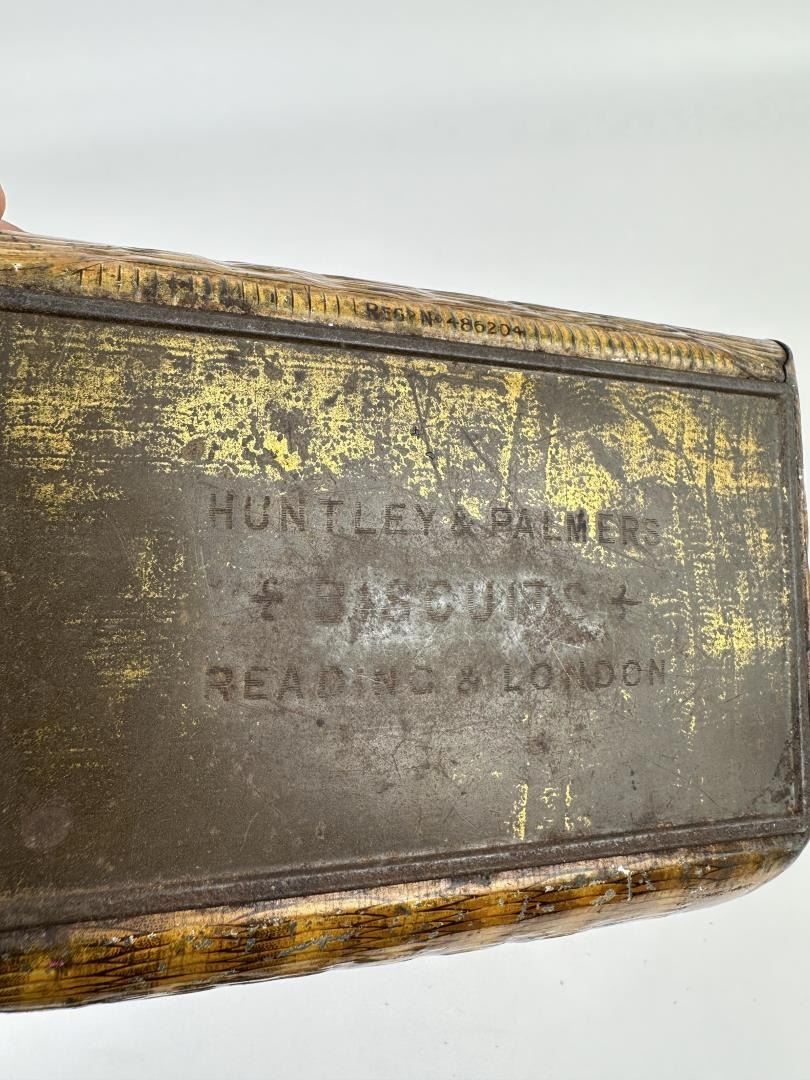 REGD No 486204
HUNTLEY & PALMERS
BISCUITS
READING & LONDON